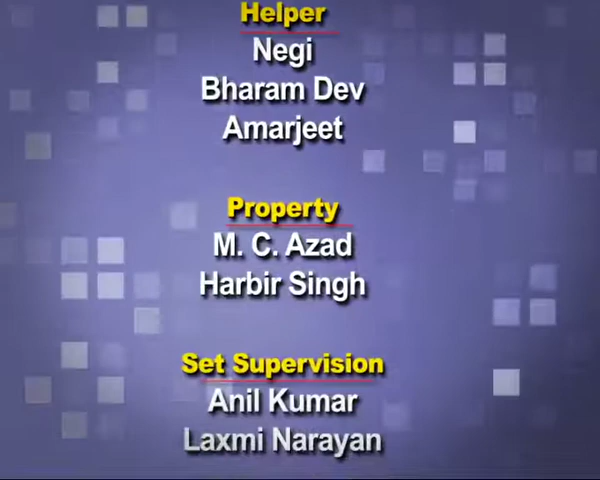 Helper
Negi
Bharam Dev
Amarjeet
Property
M. C. Azad
Harbir Singh
Set Supervision
Anil Kumar
Laxmi Narayan